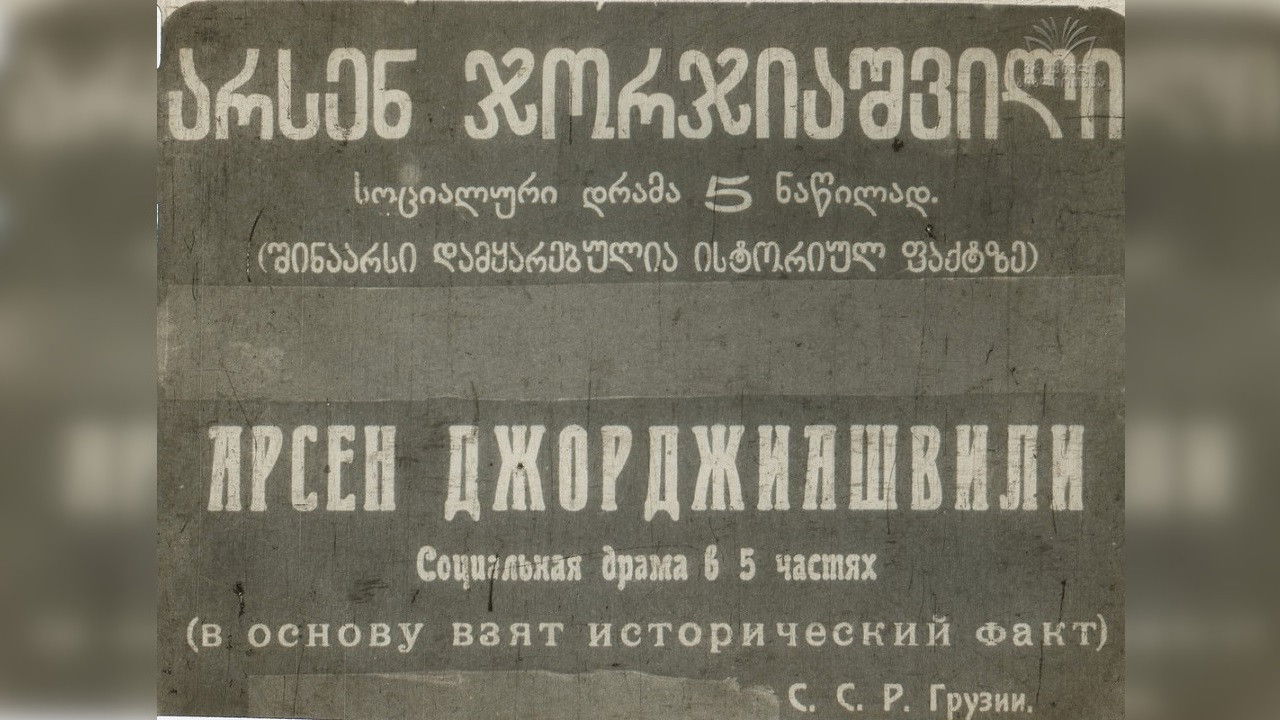 არსენ ჯორჯიაშვილი
სოციალური დრამა 5 ნაწილად.
(შინაარსი დამყარებულია ისტორიულ ფაქტზე)
АРСЕН ДЖОРДЖИАШВИЛИ
Социальная драма в 5 частях
(в основу взят исторический факт)
С. С. Р. Грузии.